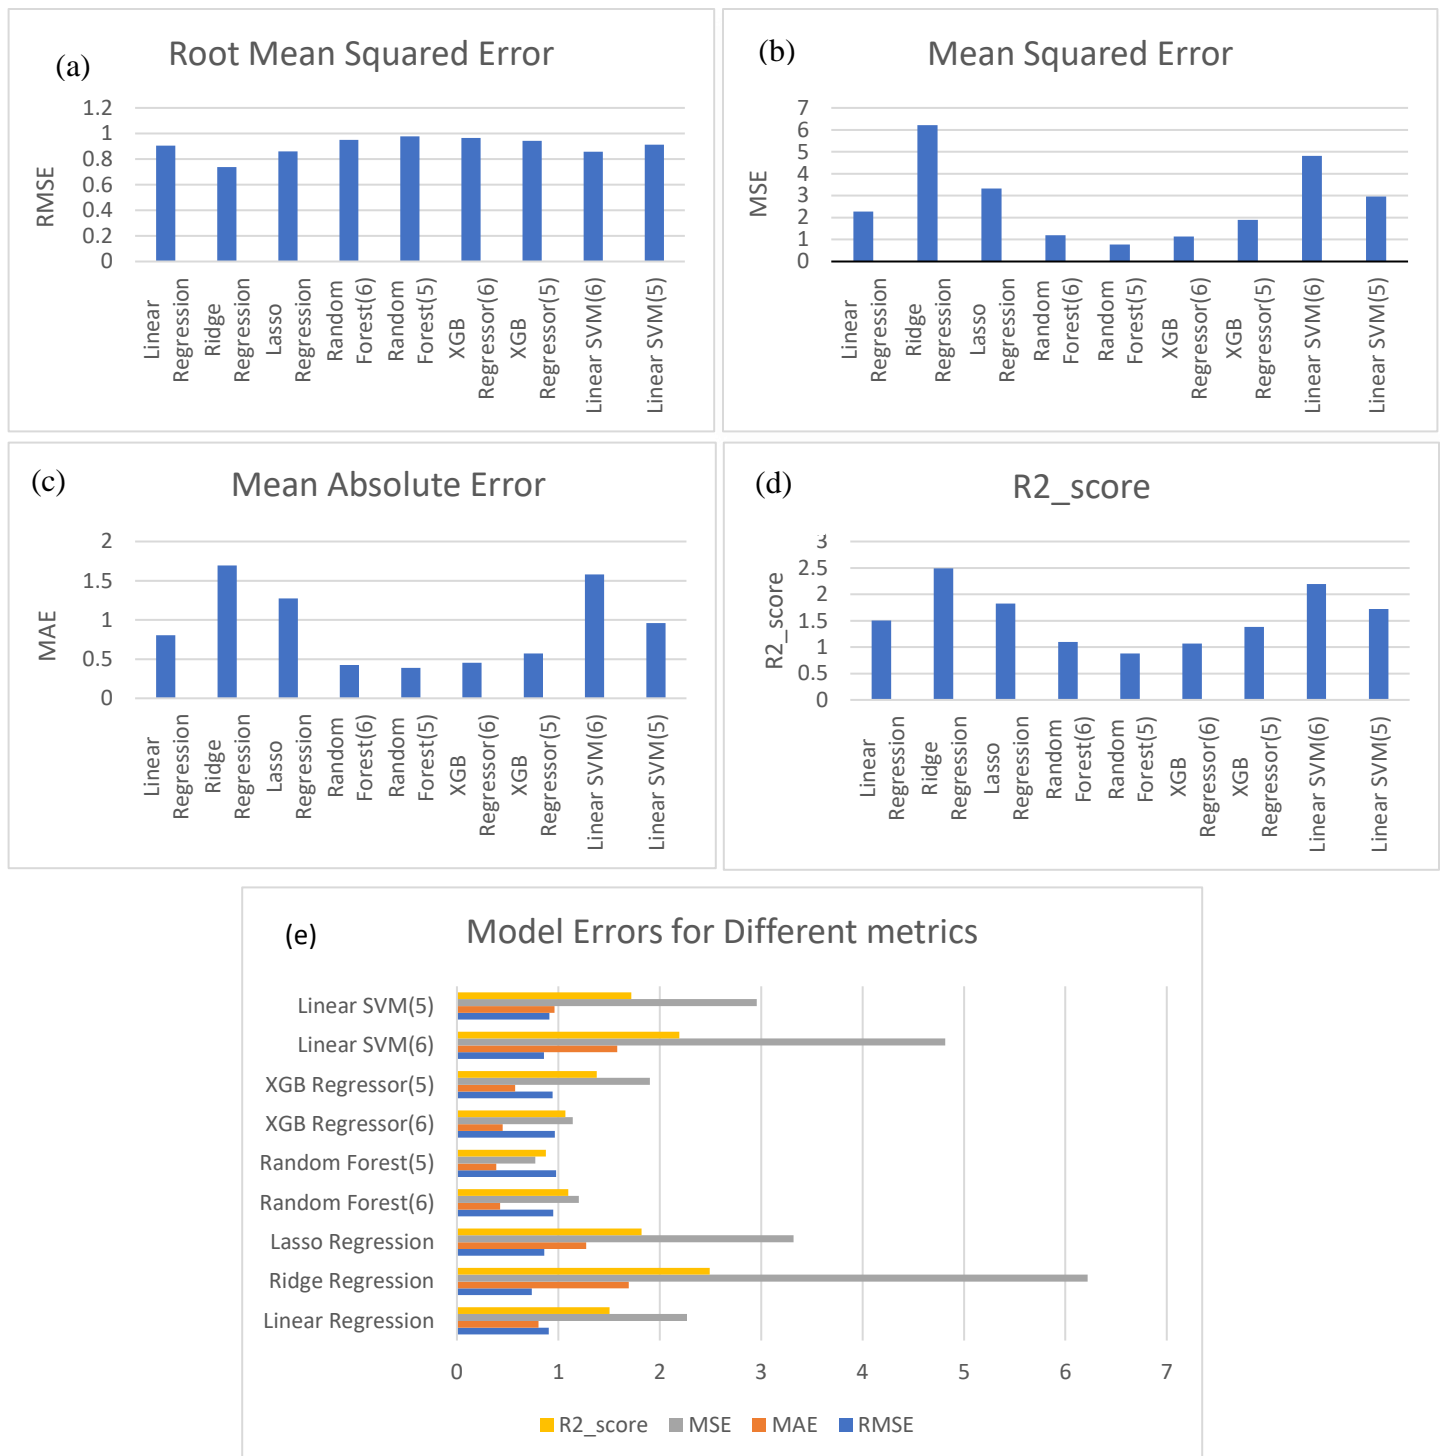 (a)
Root Mean Squared Error
RMSE
1.2
1
0.8
0.6
0.4
0.2
0
Linear
Regression
Ridge
Regression
Lasso
Regression
Random
Forest(6)
Random
Forest(5)
XGB
Regressor(6)
XGB
Regressor(5)
Linear SVM(6)
Linear SVM(5)
(b)
Mean Squared Error
MSE
7
6
5
4
3
2
1
0
Linear
Regression
Ridge
Regression
Lasso
Regression
Random
Forest(6)
Random
Forest(5)
XGB
Regressor(6)
XGB
Regressor(5)
Linear SVM(6)
Linear SVM(5)
(c)
Mean Absolute Error
MAE
2
1.5
1
0.5
0
Linear
Regression
Ridge
Regression
Lasso
Regression
Random
Forest(6)
Random
Forest(5)
XGB
Regressor(6)
XGB
Regressor(5)
Linear SVM(6)
Linear SVM(5)
(d)
R2_score
R2_score
3
2.5
2
1.5
1
0.5
0
Linear
Regression
Ridge
Regression
Lasso
Regression
Random
Forest(6)
Random
Forest(5)
XGB
Regressor(6)
XGB
Regressor(5)
Linear SVM(6)
Linear SVM(5)
(e)
Model Errors for Different metrics
Linear SVM(5)
Linear SVM(6)
XGB Regressor(5)
XGB Regressor(6)
Random Forest(5)
Random Forest(6)
Lasso Regression
Ridge Regression
Linear Regression
0 1 2 3 4 5 6 7
R2_score MSE MAE RMSE